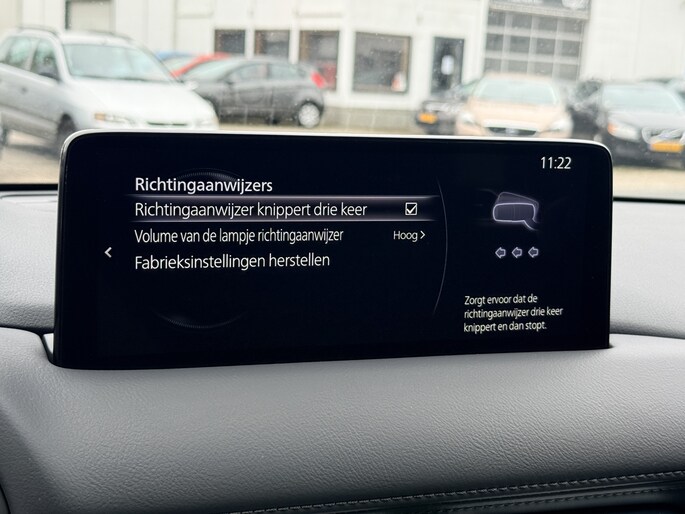 11:22
Richtingaanwijzers
Richtingaanwijzer knippert drie keer
Volume van de lampje richtingaanwijzer Hoog
Fabrieksinstellingen herstellen
Zorgt ervoor dat de
richtingaanwijzer drie keer
knippert en dan stopt.